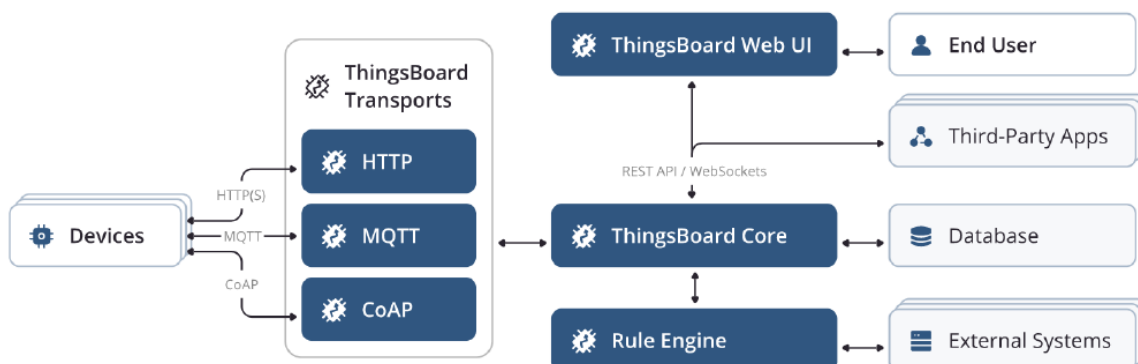 ThingsBoard Web UI
End User
ThingsBoard
Transports
Third-Party Apps
HTTP
REST API / WebSockets
HTTP(S)
Devices
MQTT
MQTT
ThingsBoard Core
Database
CoAP
CoAP
Rule Engine
External Systems